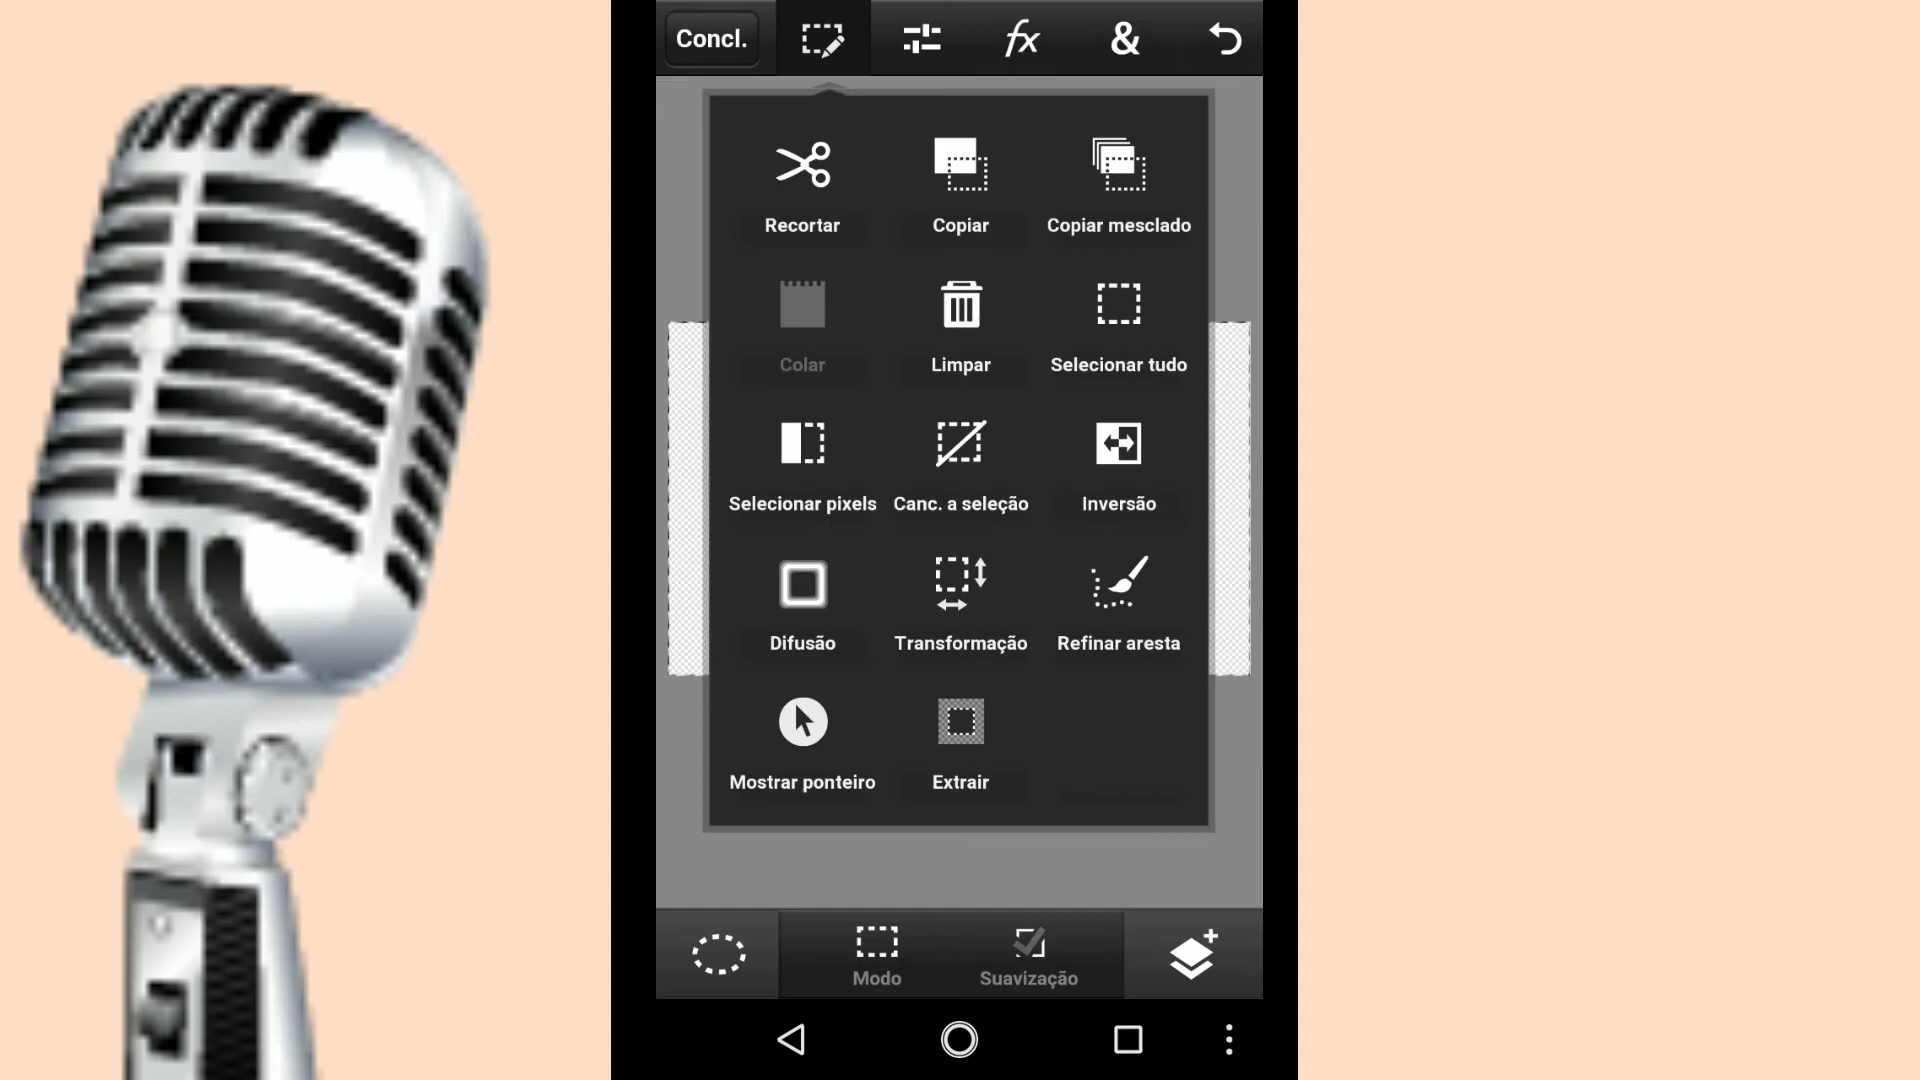 Concl.
fx
&
Recortar
Copiar
Copiar mesclado
Colar
Limpar
Selecionar tudo
Selecionar pixels
Canc. a seleção
Inversão
Difusão
Transformação
Refinar aresta
Mostrar ponteiro
Extrair
Modo
Suavização